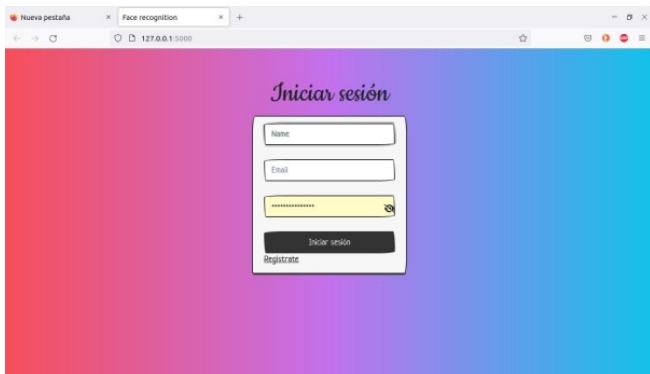 Nueva pestaña
Face recognition
127.0.0.1:5000
Iniciar sesión
Name
Email
Iniciar sesión
Registrate